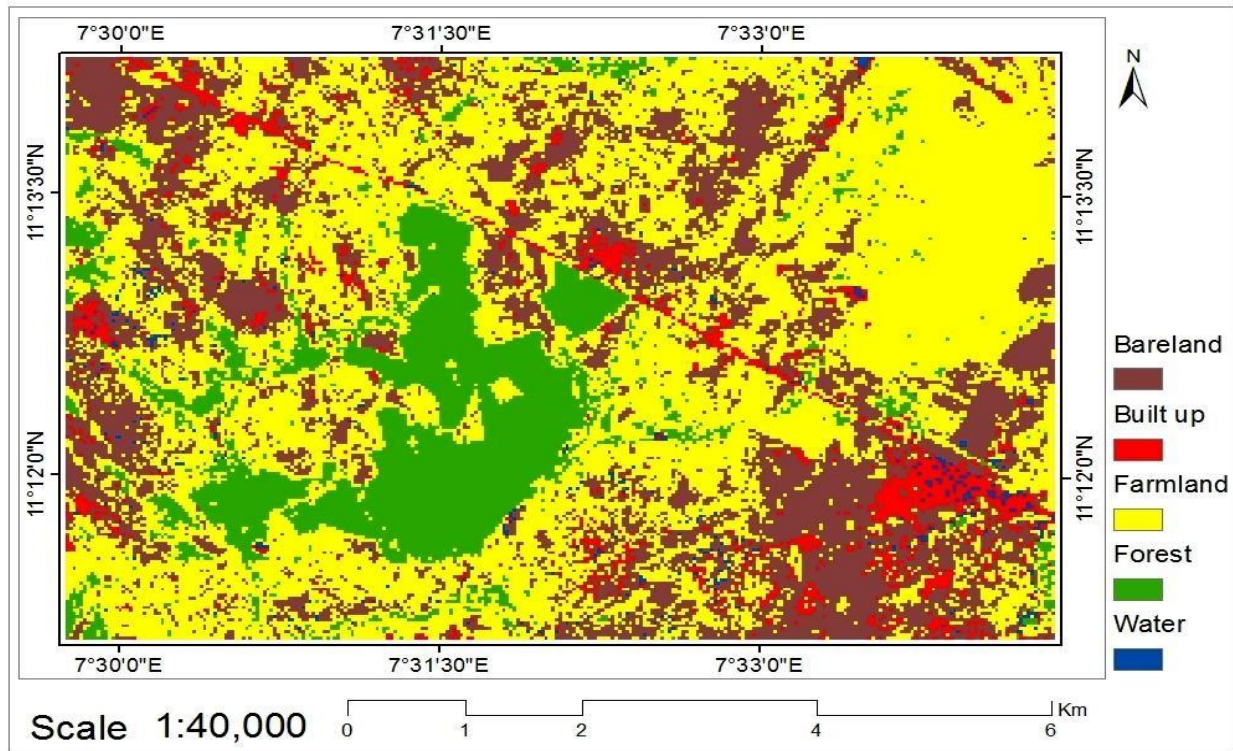 7°30'0"E 7°31'30"E 7°33'0"E
N
11°13'30"N
11°13'30"N
Bareland
Built up
Farmland
11°12'0"N
11°12'0"N
Forest
Water
7°30'0"E 7°31'30"E 7°33'0"E
Scale 1:40,000
Km
0 1 2 4 6